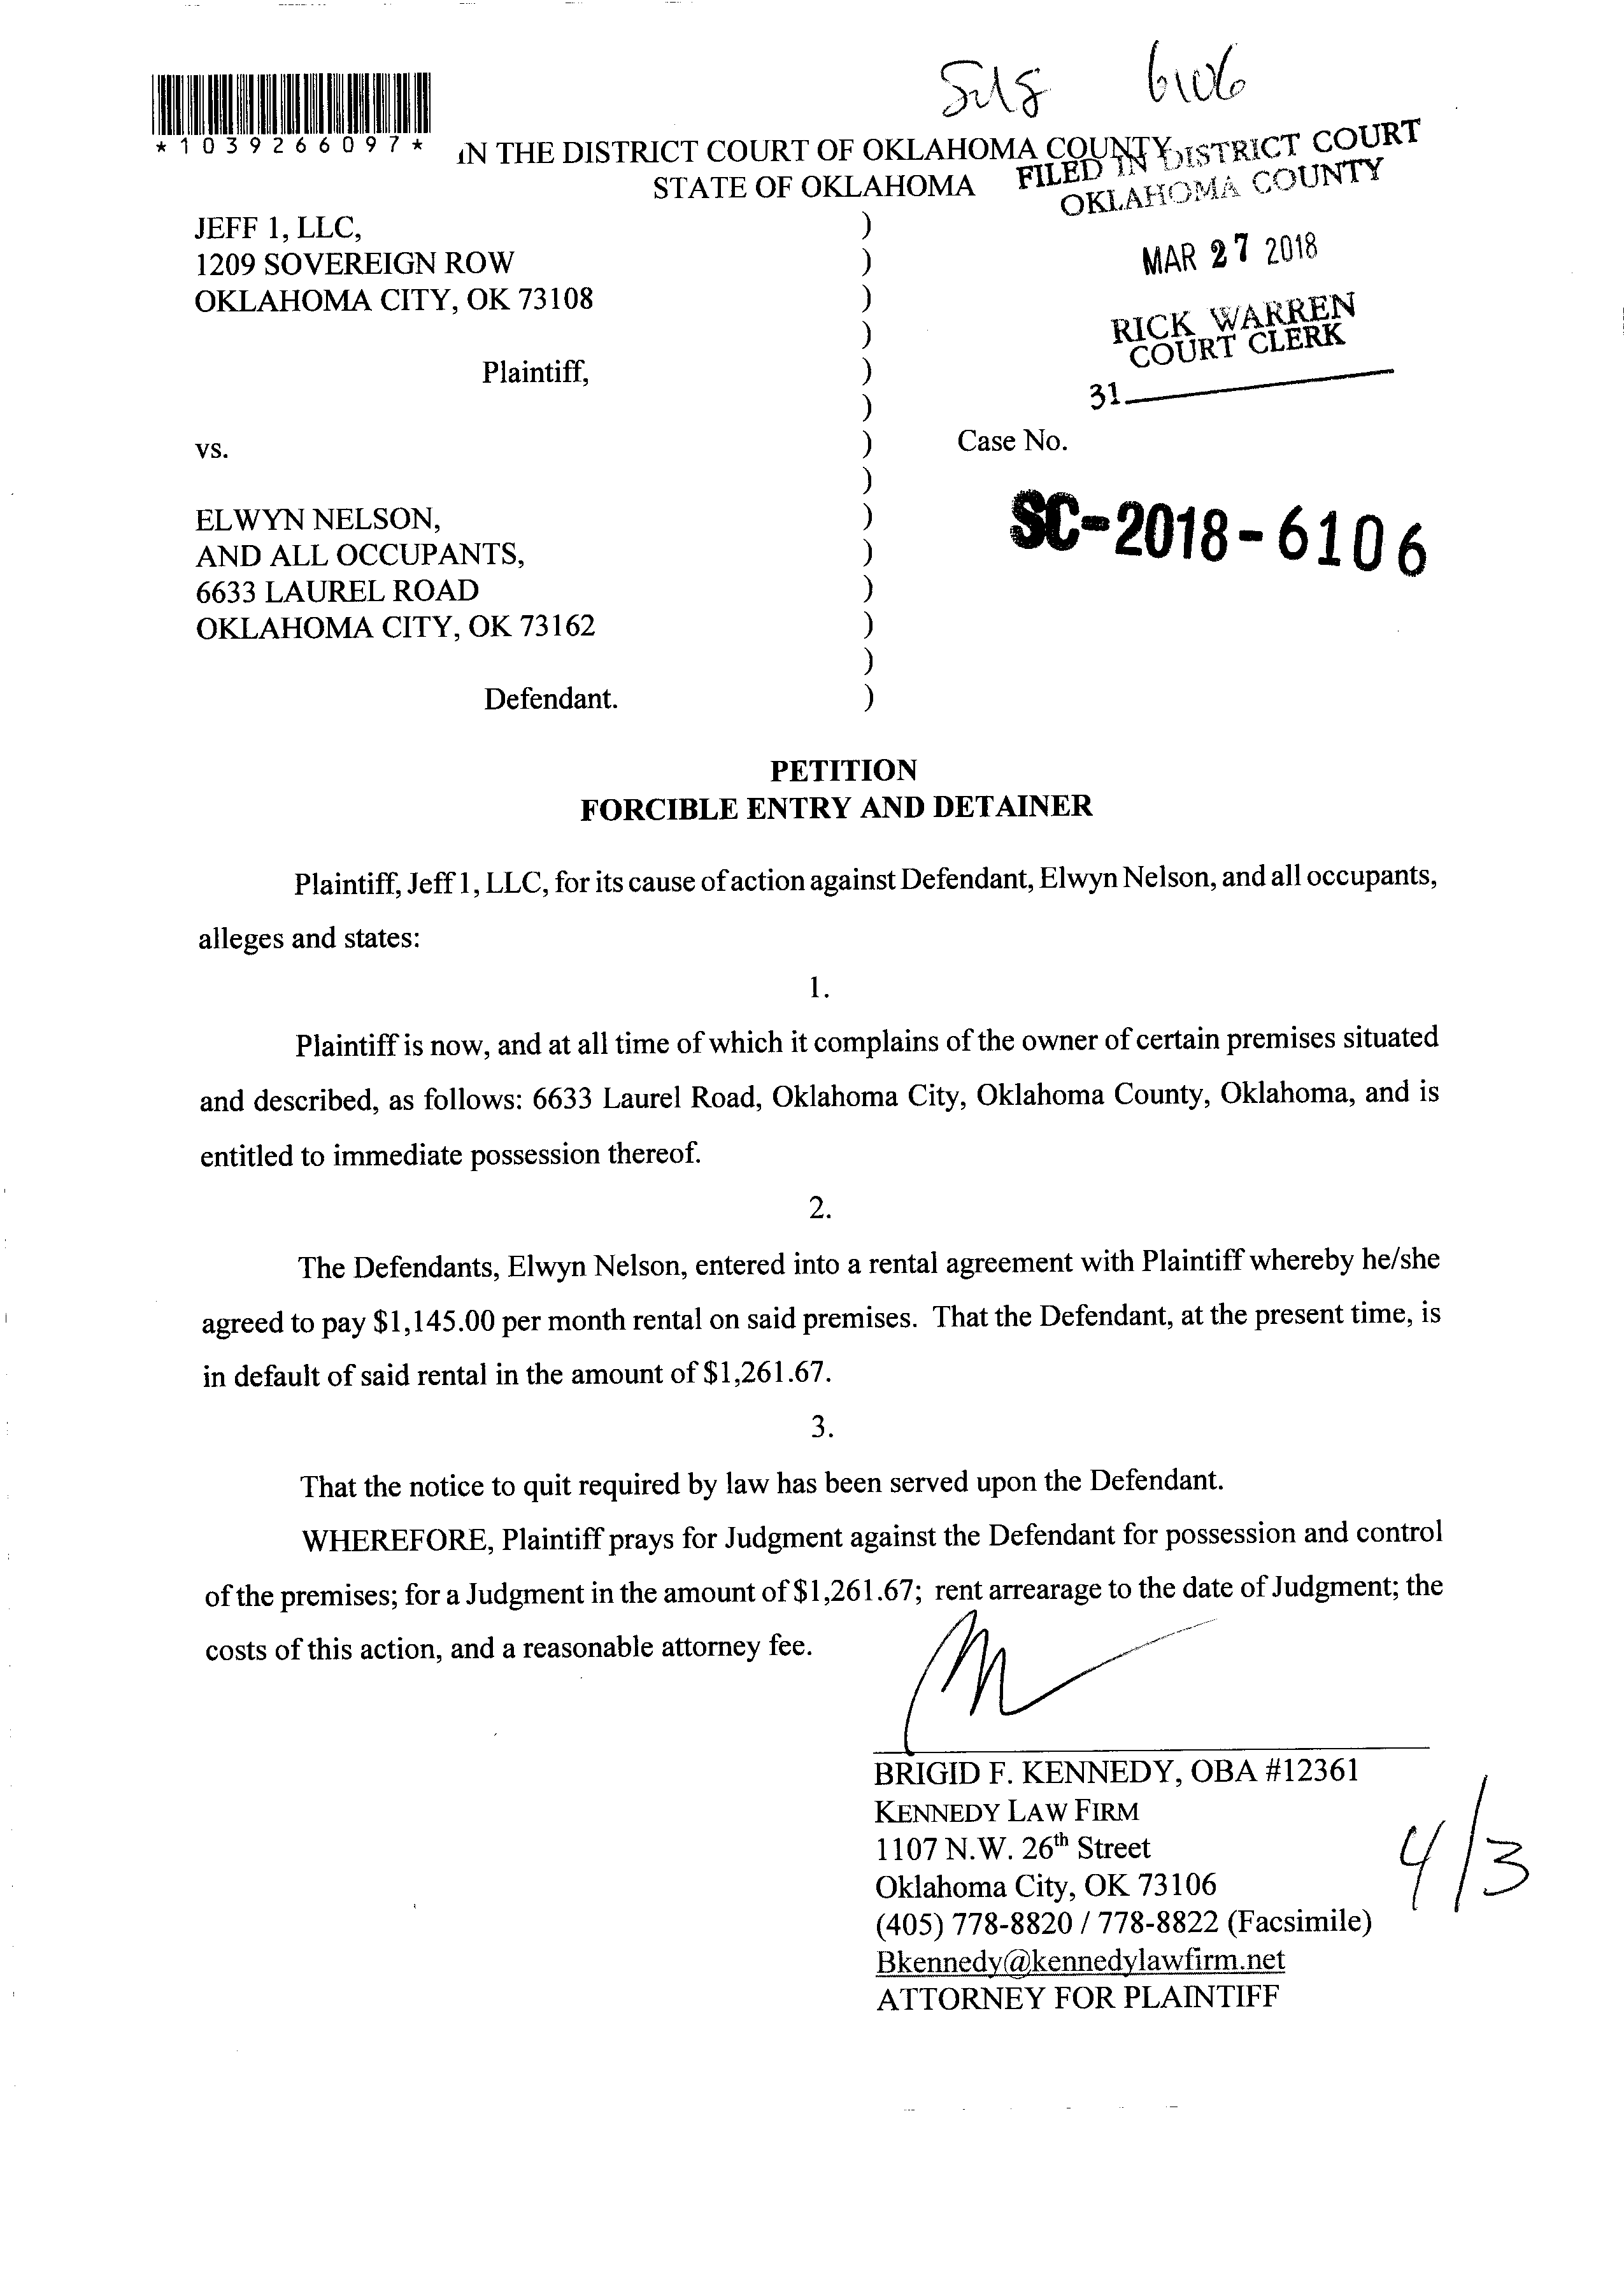 6106
*1039266097*
IN THE DISTRICT COURT OF OKLAHOMA COUNTY
STATE OF OKLAHOMA
FILED IN DISTRICT COURT
OKLAHOMA COUNTY
MAR 27 2018
RICK WARREN
COURT CLERK
31
JEFF 1, LLC, )
1209 SOVEREIGN ROW )
OKLAHOMA CITY, OK 73108 )
)
Plaintiff, )
)
vs. ) Case No.
)
SC-2018-6106
ELWYN NELSON, )
AND ALL OCCUPANTS, )
6633 LAUREL ROAD )
OKLAHOMA CITY, OK 73162 )
)
Defendant. )
PETITION
FORCIBLE ENTRY AND DETAINER
Plaintiff, Jeff 1, LLC, for its cause of action against Defendant, Elwyn Nelson, and all occupants,
alleges and states:
1.
Plaintiff is now, and at all time of which it complains of the owner of certain premises situated
and described, as follows: 6633 Laurel Road, Oklahoma City, Oklahoma County, Oklahoma, and is
entitled to immediate possession thereof.
2.
The Defendants, Elwyn Nelson, entered into a rental agreement with Plaintiff whereby he/she
agreed to pay $1,145.00 per month rental on said premises. That the Defendant, at the present time, is
in default of said rental in the amount of $1,261.67.
3.
That the notice to quit required by law has been served upon the Defendant.
WHEREFORE, Plaintiff prays for Judgment against the Defendant for possession and control
of the premises; for a Judgment in the amount of $1,261.67; rent arrearage to the date of Judgment; the
costs of this action, and a reasonable attorney fee.
BRIGID F. KENNEDY, OBA #12361
KENNEDY LAW FIRM
1107 N.W. 26th Street
Oklahoma City, OK 73106
(405) 778-8820 / 778-8822 (Facsimile)
Bkennedy@kennedylawfirm.net
ATTORNEY FOR PLAINTIFF
4/3